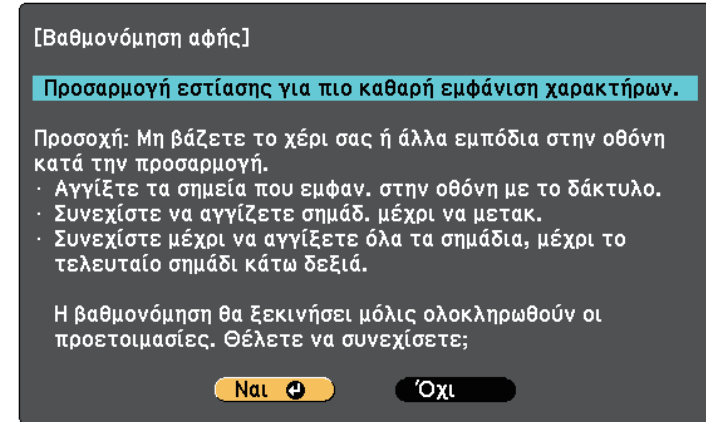 [Βαθμονόμηση αφής]
Προσαρμογή εστίασης για πιο καθαρή εμφάνιση χαρακτήρων.
Προσοχή: Μη βάζετε το χέρι σας ή άλλα εμπόδια στην οθόνη
κατά την προσαρμογή.
· Αγγίξτε τα σημεία που εμφαν. στην οθόνη με το δάκτυλο.
· Συνεχίστε να αγγίζετε σημάδ. μέχρι να μετακ.
· Συνεχίστε μέχρι να αγγίξετε όλα τα σημάδια, μέχρι το
τελευταίο σημάδι κάτω δεξιά.
Η βαθμονόμηση θα ξεκινήσει μόλις ολοκληρωθούν οι
προετοιμασίες. Θέλετε να συνεχίσετε;
Ναι Όχι